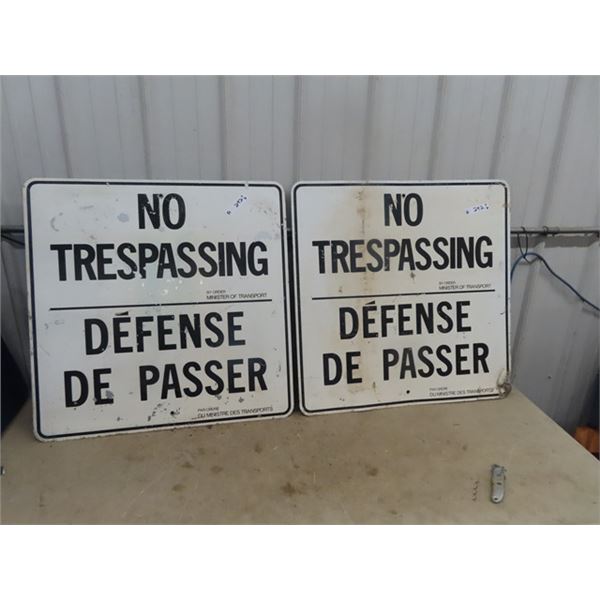 NO
TRESPASSING
BY ORDER
MINISTER OF TRANSPORT
DÉFENSE
DE PASSER
PAR ORDRE
DU MINISTRE DES TRANSPORTS
NO
TRESPASSING
BY ORDER
MINISTER OF TRANSPORT
DÉFENSE
DE PASSER
PAR ORDRE
DU MINISTRE DES TRANSPORTS